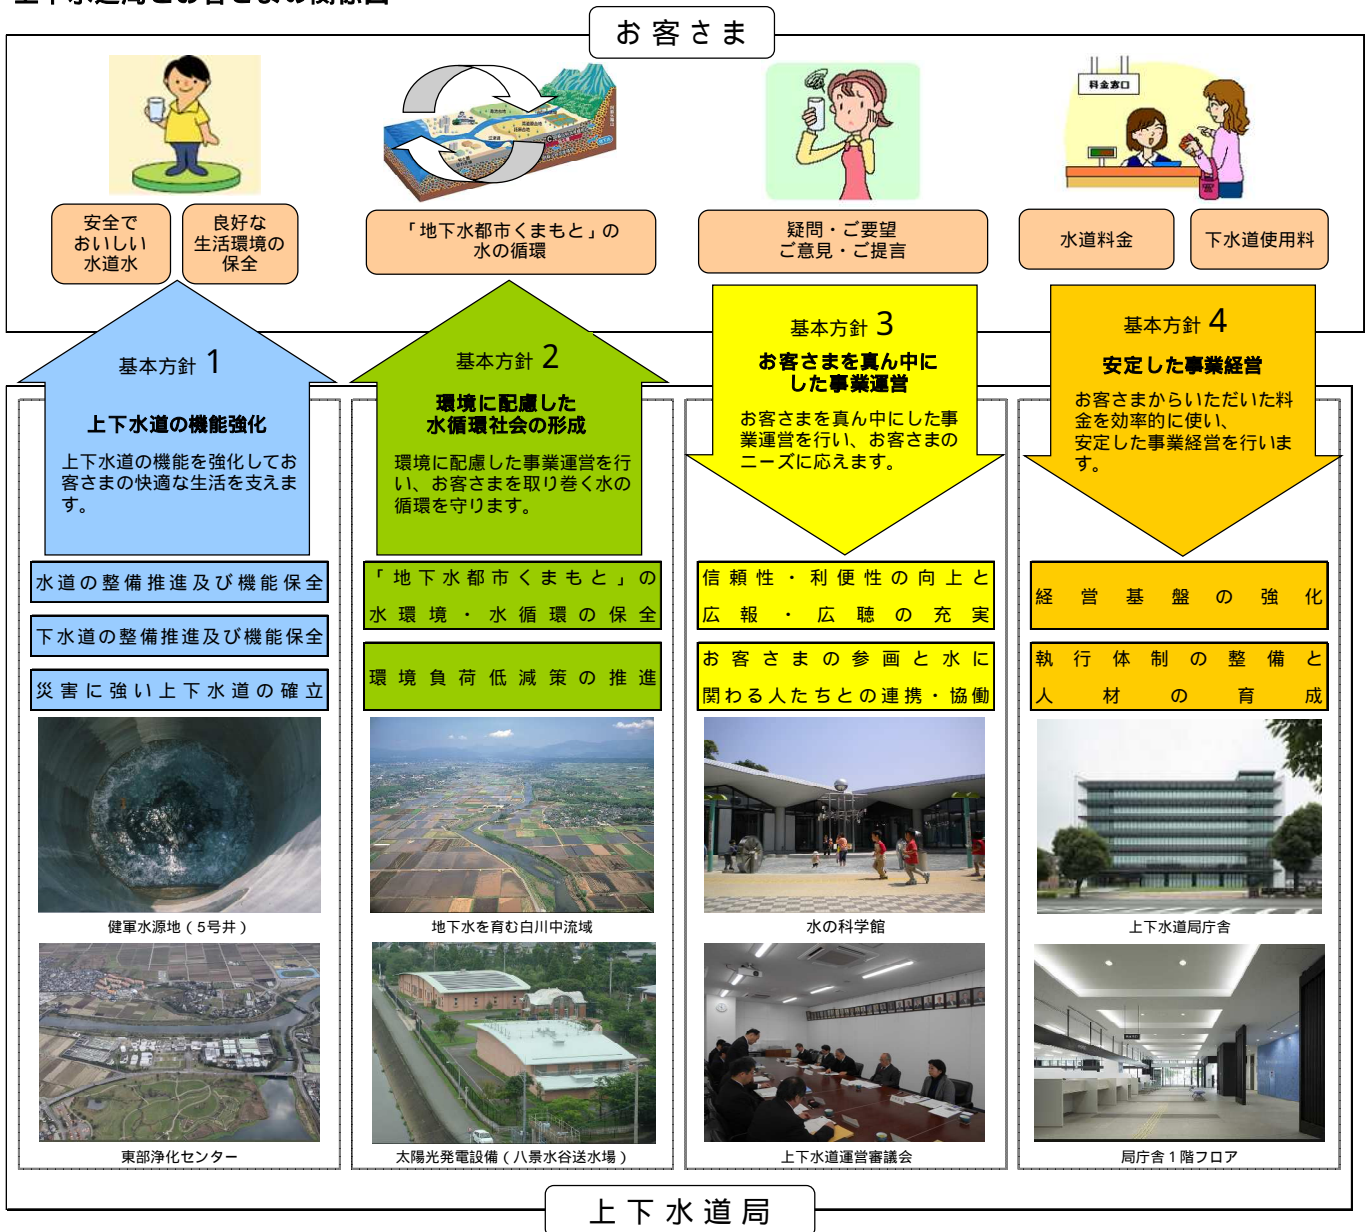 上下水道局とお客さまの関係図
お客さま
料金窓口
安全で
おいしい
水道水
良好な
生活環境の
保全
「地下水都市くまもと」の
水の循環
疑問・ご要望
ご意見・ご提言
水道料金
下水道使用料
基本方針 1
上下水道の機能強化
上下水道の機能を強化してお
客さまの快適な生活を支えま
す。
基本方針 2
環境に配慮した
水循環社会の形成
環境に配慮した事業運営を行
い、お客さまを取り巻く水の
循環を守ります。
基本方針 3
お客さまを真ん中に
した事業運営
お客さまを真ん中にした事
業運営を行い、お客さまの
ニーズに応えます。
基本方針 4
安定した事業経営
お客さまからいただいた料
金を効率的に使い、
安定した事業経営を行いま
す。
水道の整備推進及び機能保全
下水道の整備推進及び機能保全
災害に強い上下水道の確立
「地下水都市くまもと」の
水環境・水循環の保全
環境負荷低減策の推進
信頼性・利便性の向上と
広報・広聴の充実
お客さまの参画と水に
関わる人たちとの連携・協働
経営基盤の強化
執行体制の整備と
人材の育成
健軍水源地（5号井）
地下水を育む白川中流域
水の科学館
上下水道局庁舎
東部浄化センター
太陽光発電設備（八景水谷送水場）
上下水道運営審議会
局庁舎１階フロア
上下水道局